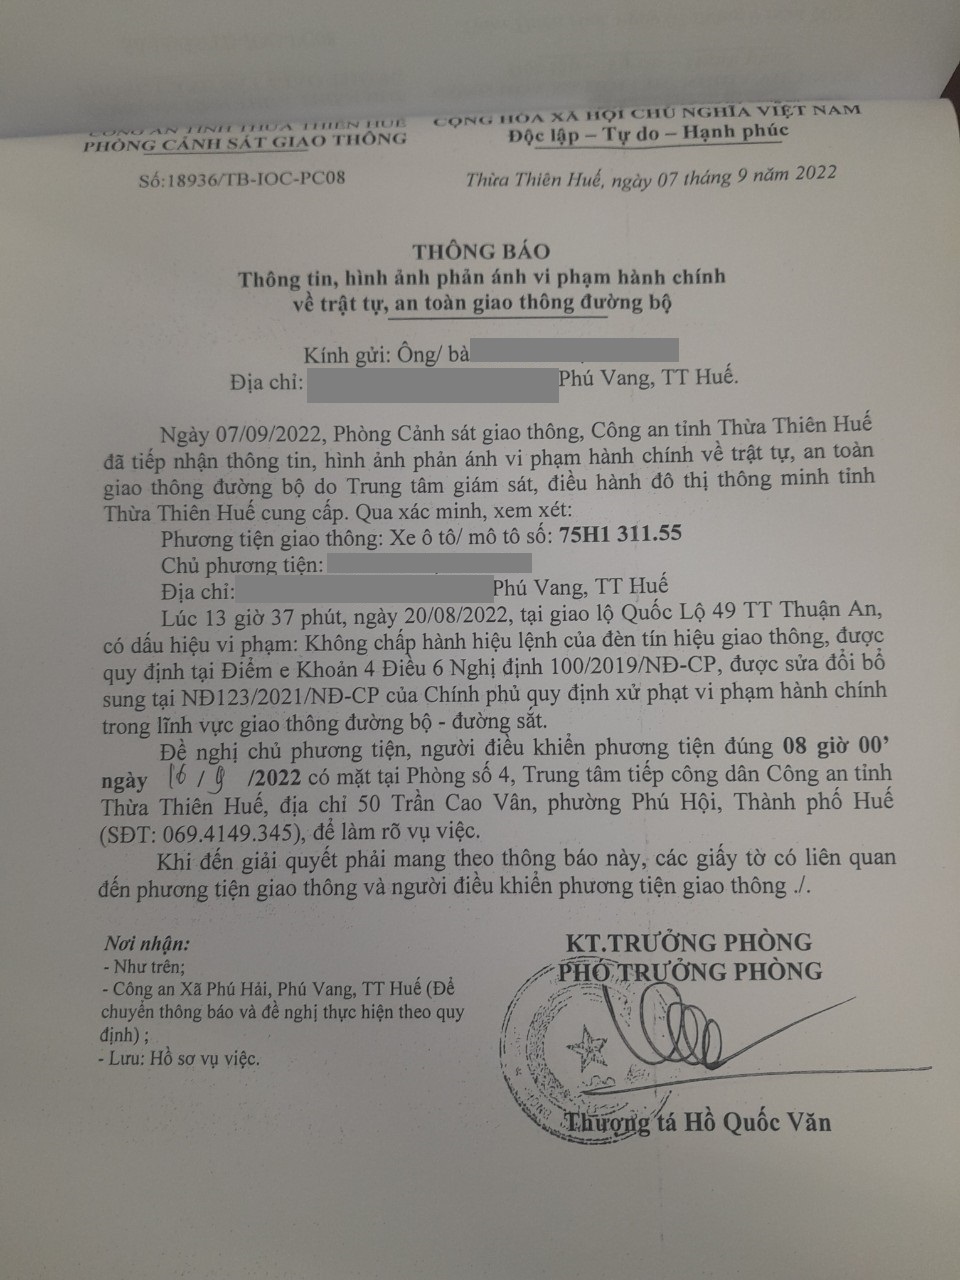 CÔNG AN TỈNH THỪA THIÊN HUẾ
PHÒNG CẢNH SÁT GIAO THÔNG
CỘNG HÒA XÃ HỘI CHỦ NGHĨA VIỆT NAM
Độc lập – Tự do – Hạnh phúc
Số:18936/TB-IOC-PC08
Thừa Thiên Huế, ngày 07 tháng 9 năm 2022
THÔNG BÁO
Thông tin, hình ảnh phản ánh vi phạm hành chính
về trật tự, an toàn giao thông đường bộ
Kính gửi: Ông/ bà
Địa chỉ: Phú Vang, TT Huế.
Ngày 07/09/2022, Phòng Cảnh sát giao thông, Công an tỉnh Thừa Thiên Huế
đã tiếp nhận thông tin, hình ảnh phản ánh vi phạm hành chính về trật tự, an toàn
giao thông đường bộ do Trung tâm giám sát, điều hành đô thị thông minh tỉnh
Thừa Thiên Huế cung cấp. Qua xác minh, xem xét:
Phương tiện giao thông: Xe ô tô/ mô tô số: 75H1 311.55
Chủ phương tiện:
Địa chỉ: Phú Vang, TT Huế
Lúc 13 giờ 37 phút, ngày 20/08/2022, tại giao lộ Quốc Lộ 49 TT Thuận An,
có dấu hiệu vi phạm: Không chấp hành hiệu lệnh của đèn tín hiệu giao thông, được
quy định tại Điểm e Khoản 4 Điều 6 Nghị định 100/2019/NĐ-CP, được sửa đổi bổ
sung tại NĐ123/2021/NĐ-CP của Chính phủ quy định xử phạt vi phạm hành chính
trong lĩnh vực giao thông đường bộ - đường sắt.
Đề nghị chủ phương tiện, người điều khiển phương tiện đúng 08 giờ 00’
ngày 16 / 9 /2022 có mặt tại Phòng số 4, Trung tâm tiếp công dân Công an tỉnh
Thừa Thiên Huế, địa chỉ 50 Trần Cao Vân, phường Phú Hội, Thành phố Huế
(SĐT: 069.4149.345), để làm rõ vụ việc.
Khi đến giải quyết phải mang theo thông báo này, các giấy tờ có liên quan
đến phương tiện giao thông và người điều khiển phương tiện giao thông ./.
Nơi nhận:
- Như trên;
- Công an Xã Phú Hải, Phú Vang, TT Huế (Để
chuyển thông báo và đề nghị thực hiện theo quy
định) ;
- Lưu: Hồ sơ vụ việc.
KT.TRƯỞNG PHÒNG
PHÓ TRƯỞNG PHÒNG
Thượng tá Hồ Quốc Văn